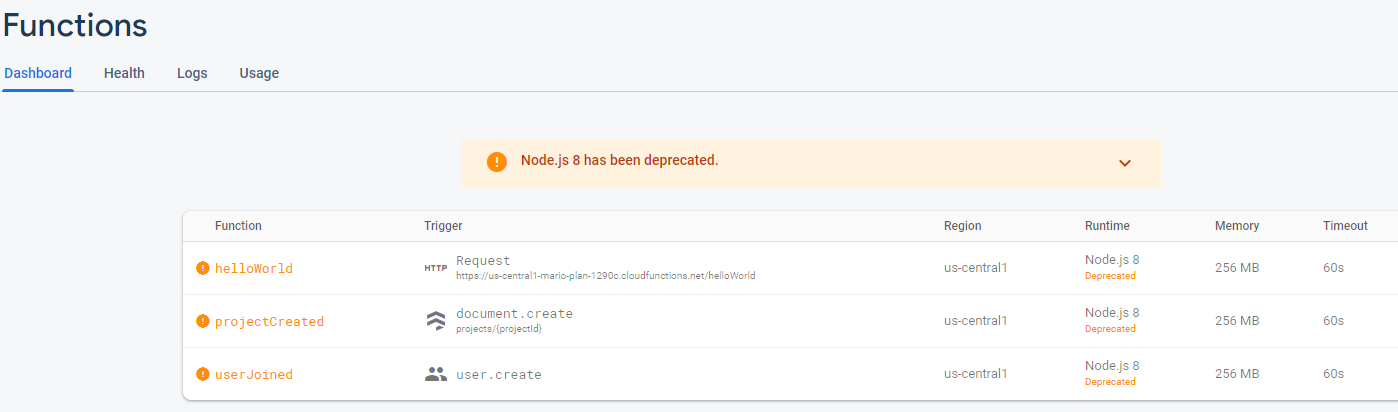 Functions
Dashboard Health Logs Usage
Node.js 8 has been deprecated.
Function Trigger Region Runtime Memory Timeout
helloWorld HTTP Request us-central1 Node.js 8 256 MB 60s
https://us-central1-mario-plan-1290c.cloudfunctions.net/helloWorld Deprecated
projectCreated document.create us-central1 Node.js 8 256 MB 60s
projects/{projectId} Deprecated
userJoined user.create us-central1 Node.js 8 256 MB 60s
Deprecated